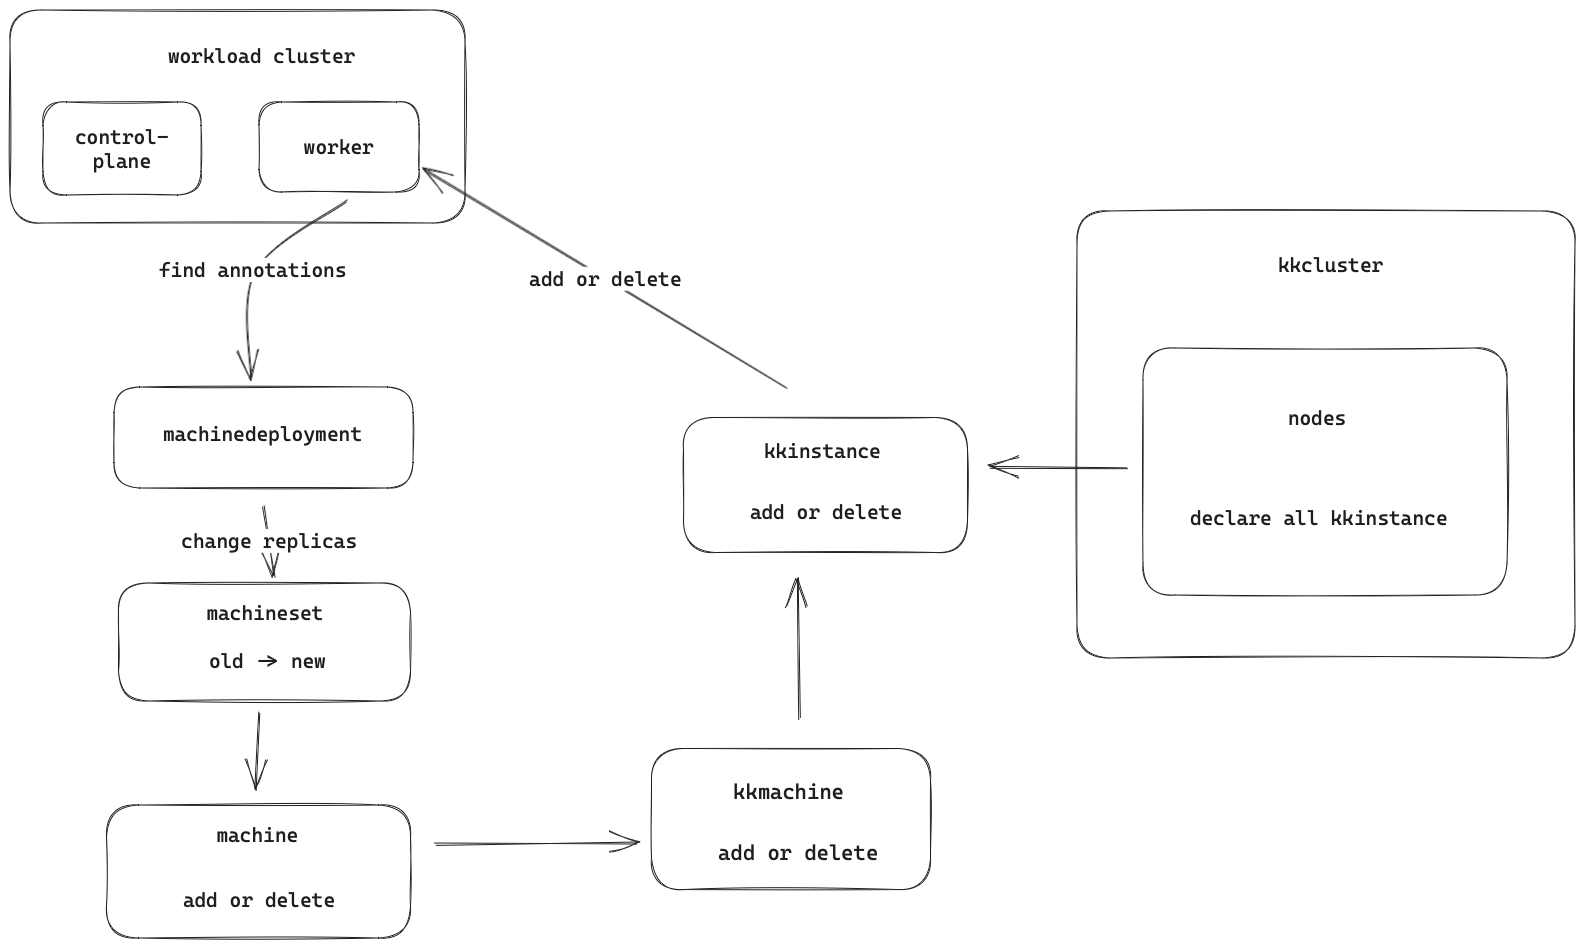 workload cluster
control-
plane
worker
find annotations
add or delete
machinedeployment
change replicas
machineset
old -> new
machine
add or delete
kkmachine
add or delete
kkinstance
add or delete
kkcluster
nodes
declare all kkinstance